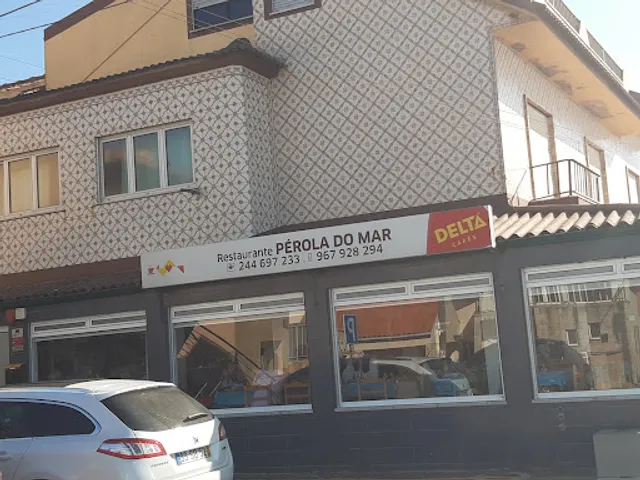 Restaurante PÉROLA DO MAR
244 697 233 967 928 294
DELTA
CAFÉS
P